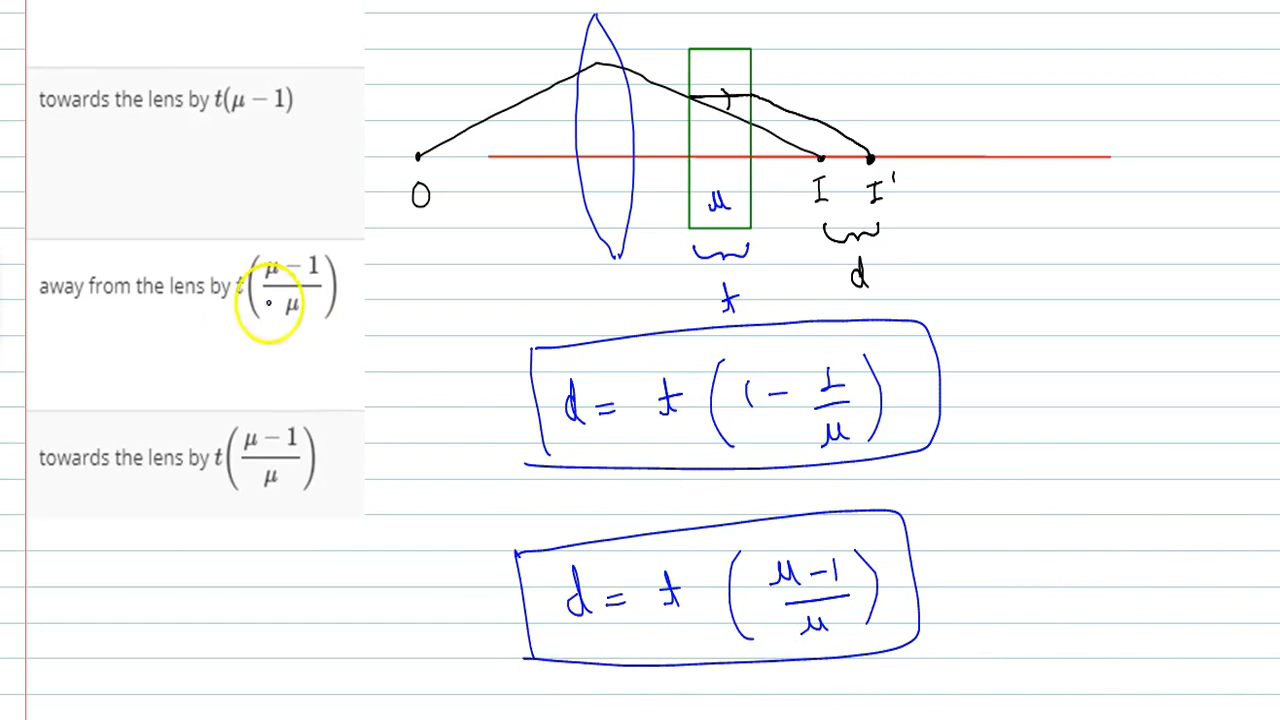 towards the lens by t(μ − 1)
away from the lens by t((μ − 1)/μ)
towards the lens by t((μ − 1)/μ)
O
μ
I
I'
t
d
d = t (1 − 1/μ)
d = t ((μ − 1)/μ)